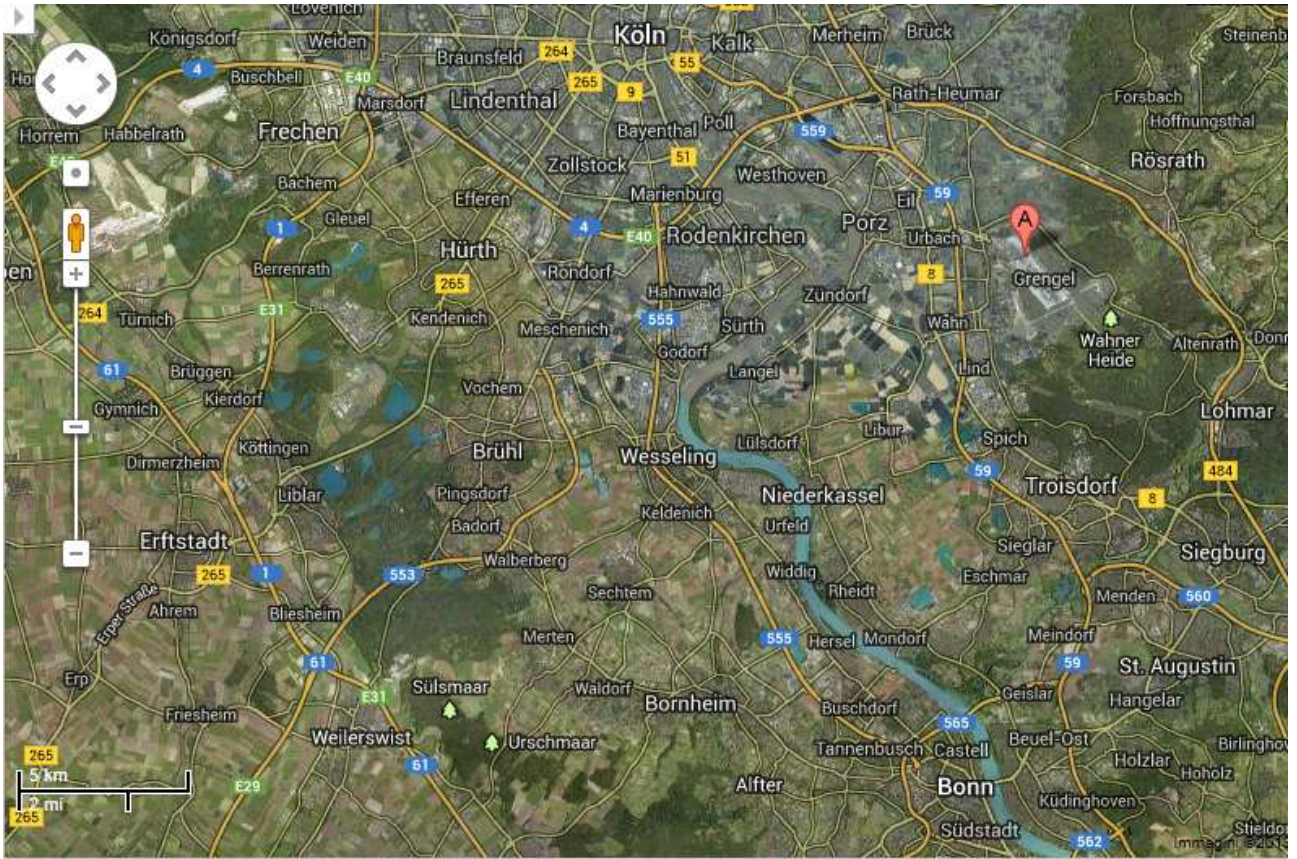 Lövenich
Königsdorf
Weiden
Braunsfeld
264
Köln
Kalk
55
Merheim
Brück
4
Buschbell
E40
Marsdorf
Lindenthal
265
9
Rath-Heumar
Forsbach
Hoffnungsthal
Horrem
Habbelrath
Frechen
Bayenthal
Poll
559
Zollstock
51
Westhoven
Rösrath
Bachem
Efferen
Marienburg
Eil
59
Gleuel
1
4
E40
Rodenkirchen
Porz
Urbach
A
Hürth
Berrenrath
265
Rondorf
Hahnwald
Zündorf
8
Grengel
264
Türnich
E31
Kendenich
Meschenich
555
Sürth
Wahn
Wahner
Heide
Altenrath
61
Brüggen
Godorf
Langel
Lind
Kierdorf
Vochem
Gymnich
Lohmar
Köttingen
Brühl
Wesseling
Lülsdorf
Libur
Spich
Dirmerzheim
59
484
Liblar
Pingsdorf
Niederkassel
Troisdorf
8
Badorf
Keldenich
Urfeld
Erftstadt
Walberberg
Sieglar
Siegburg
265
1
553
Widdig
Eschmar
Erper-Straße
Ahrem
Bliesheim
Sechtem
Rheidt
Menden
560
Merten
555
Hersel
Mondorf
Meindorf
61
59
St. Augustin
Erp
Sülsmaar
E31
Waldorf
Bornheim
Geislar
Hangelar
Friesheim
Buschdorf
565
Weilerswist
Urschmaar
Tannenbusch
Castell
Beuel-Ost
265
61
Holzlar
Hoholz
5 km
E29
Alfter
Bonn
2 mi
Küdinghoven
265
Südstadt
562